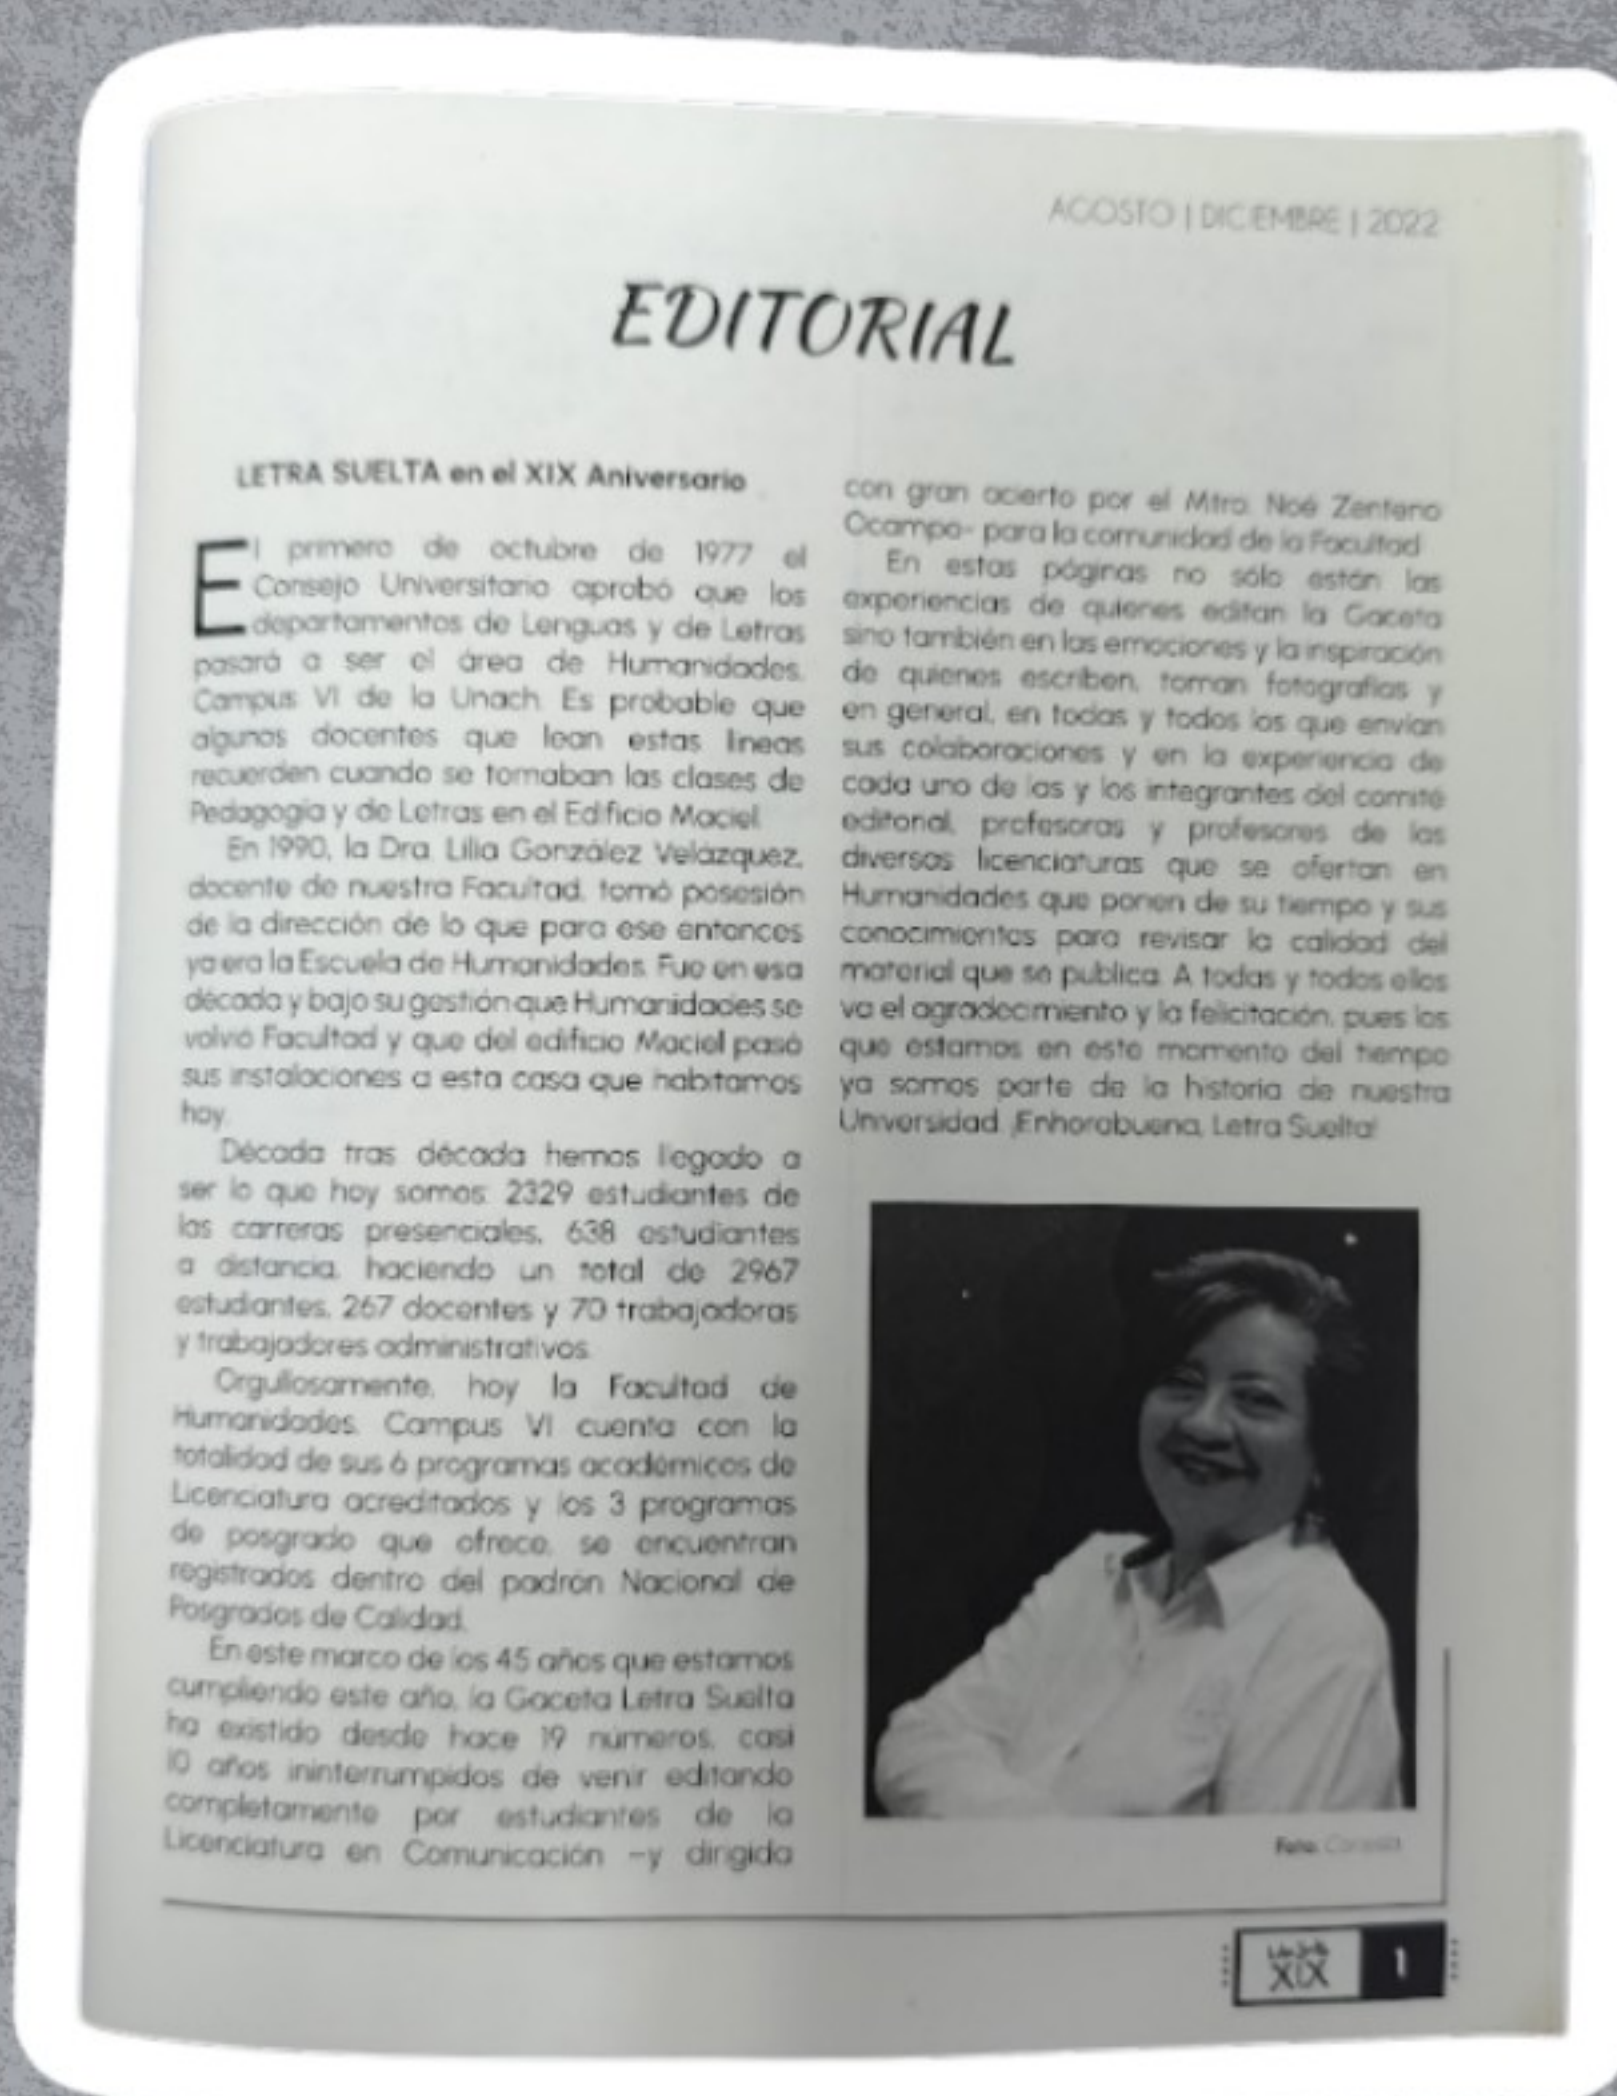 AGOSTO | DICIEMBRE | 2022
EDITORIAL
LETRA SUELTA en el XIX Aniversario
El primero de octubre de 1977 el
Consejo Universitario aprobó que los
departamentos de Lenguas y de Letras
pasará a ser el área de Humanidades,
Campus VI de la Unach. Es probable que
algunos docentes que lean estas líneas
recuerden cuando se tomaban las clases de
Pedagogía y de Letras en el Edificio Maciel.
En 1990, la Dra. Lilia González Velázquez,
docente de nuestra Facultad, tomó posesión
de la dirección de lo que para ese entonces
ya era la Escuela de Humanidades. Fue en esa
década y bajo su gestión que Humanidades se
volvió Facultad y que del edificio Maciel pasó
sus instalaciones a esta casa que habitamos
hoy.
Década tras década hemos llegado a
ser lo que hoy somos: 2329 estudiantes de
las carreras presenciales, 638 estudiantes
a distancia, haciendo un total de 2967
estudiantes, 267 docentes y 70 trabajadoras
y trabajadores administrativos.
Orgullosamente, hoy la Facultad de
Humanidades, Campus VI cuenta con la
totalidad de sus 6 programas académicos de
Licenciatura acreditados y los 3 programas
de posgrado que ofrece, se encuentran
registrados dentro del padrón Nacional de
Posgrados de Calidad.
En este marco de los 45 años que estamos
cumpliendo este año, la Gaceta Letra Suelta
ha existido desde hace 19 números, casi
10 años ininterrumpidos de venir editando
completamente por estudiantes de la
Licenciatura en Comunicación –y dirigida
con gran acierto por el Mtro. Noé Zenteno
Ocampo- para la comunidad de la Facultad.
En estas páginas no sólo están las
experiencias de quienes editan la Gaceta
sino también en las emociones y la inspiración
de quienes escriben, toman fotografías y
en general, en todas y todos los que envían
sus colaboraciones y en la experiencia de
cada uno de las y los integrantes del comité
editorial, profesoras y profesores de las
diversas licenciaturas que se ofertan en
Humanidades que ponen de su tiempo y sus
conocimientos para revisar la calidad del
material que se publica. A todas y todos ellos
va el agradecimiento y la felicitación, pues los
que estamos en este momento del tiempo
ya somos parte de la historia de nuestra
Universidad. ¡Enhorabuena, Letra Suelta!
Foto: Cortesía
Letra Suelta
XIX
1